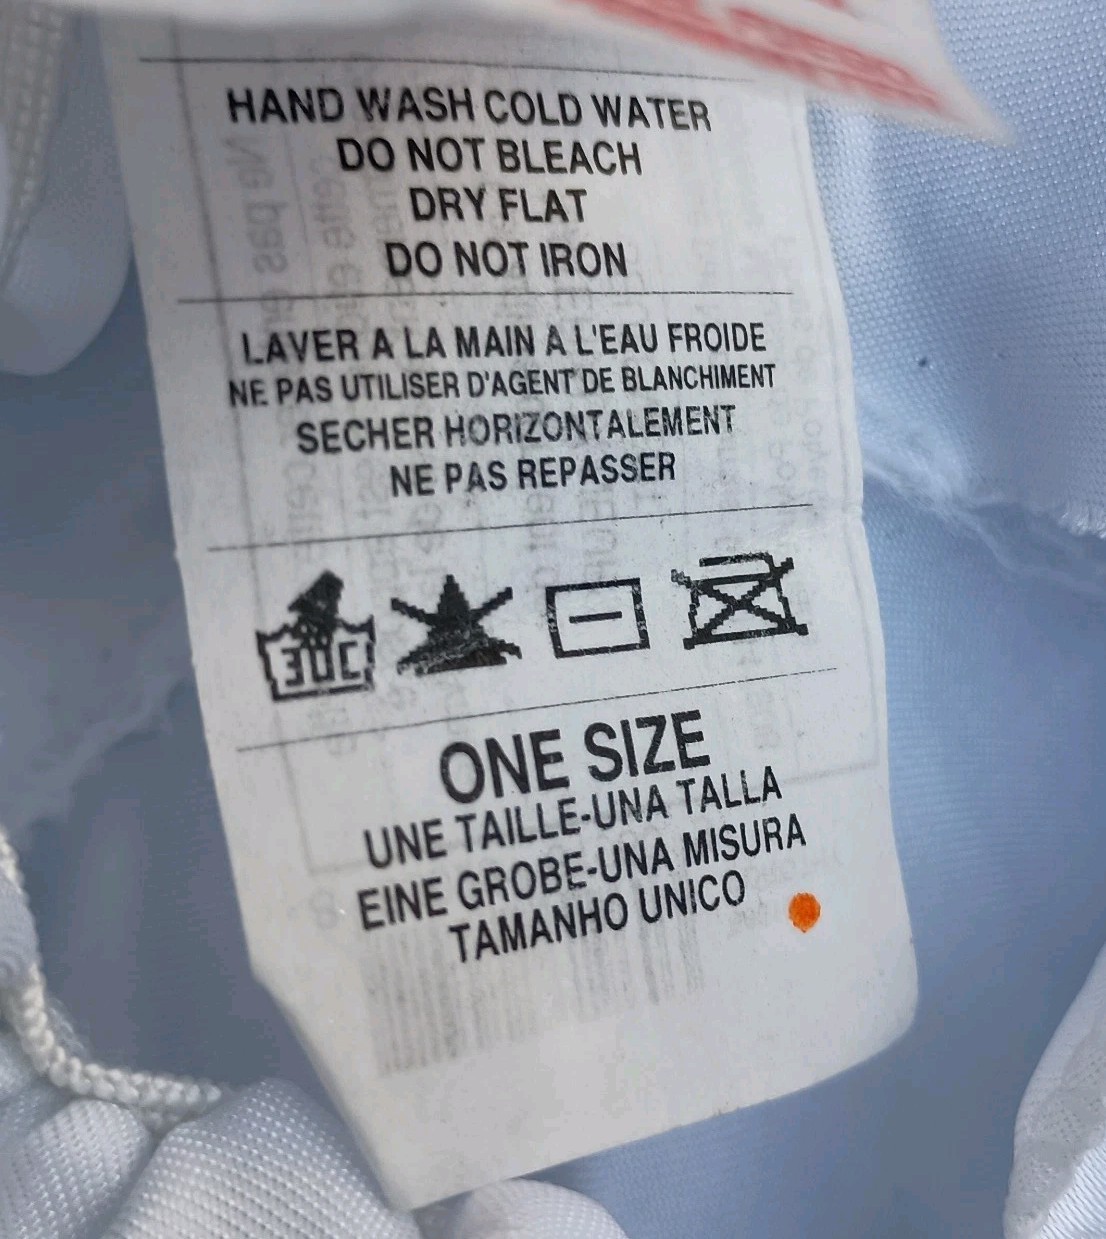 HAND WASH COLD WATER
DO NOT BLEACH
DRY FLAT
DO NOT IRON
LAVER A LA MAIN A L'EAU FROIDE
NE PAS UTILISER D'AGENT DE BLANCHIMENT
SECHER HORIZONTALEMENT
NE PAS REPASSER
30C
ONE SIZE
UNE TAILLE-UNA TALLA
EINE GROBE-UNA MISURA
TAMANHO UNICO